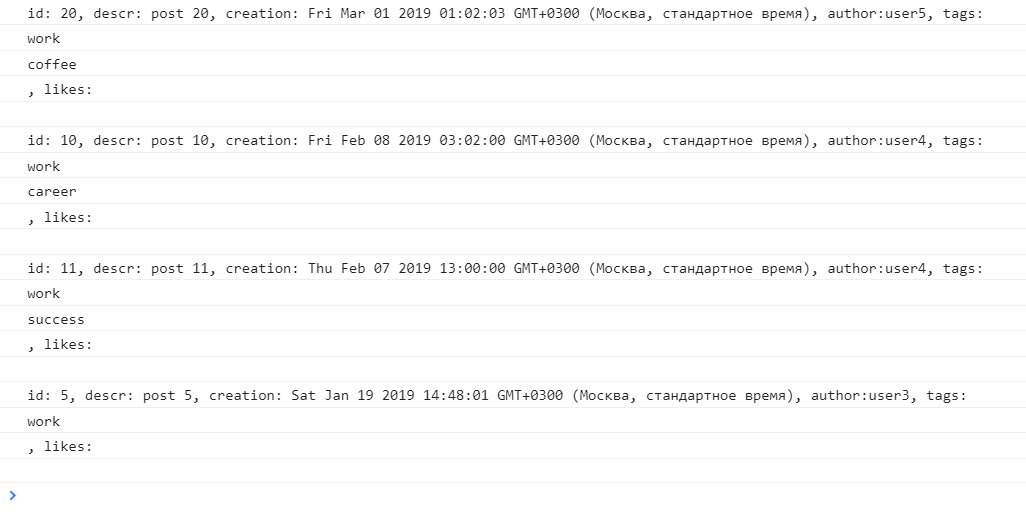 id: 20, descr: post 20, creation: Fri Mar 01 2019 01:02:03 GMT+0300 (Москва, стандартное время), author:user5, tags:
work
coffee
, likes:
id: 10, descr: post 10, creation: Fri Feb 08 2019 03:02:00 GMT+0300 (Москва, стандартное время), author:user4, tags:
work
career
, likes:
id: 11, descr: post 11, creation: Thu Feb 07 2019 13:00:00 GMT+0300 (Москва, стандартное время), author:user4, tags:
work
success
, likes:
id: 5, descr: post 5, creation: Sat Jan 19 2019 14:48:01 GMT+0300 (Москва, стандартное время), author:user3, tags:
work
, likes: